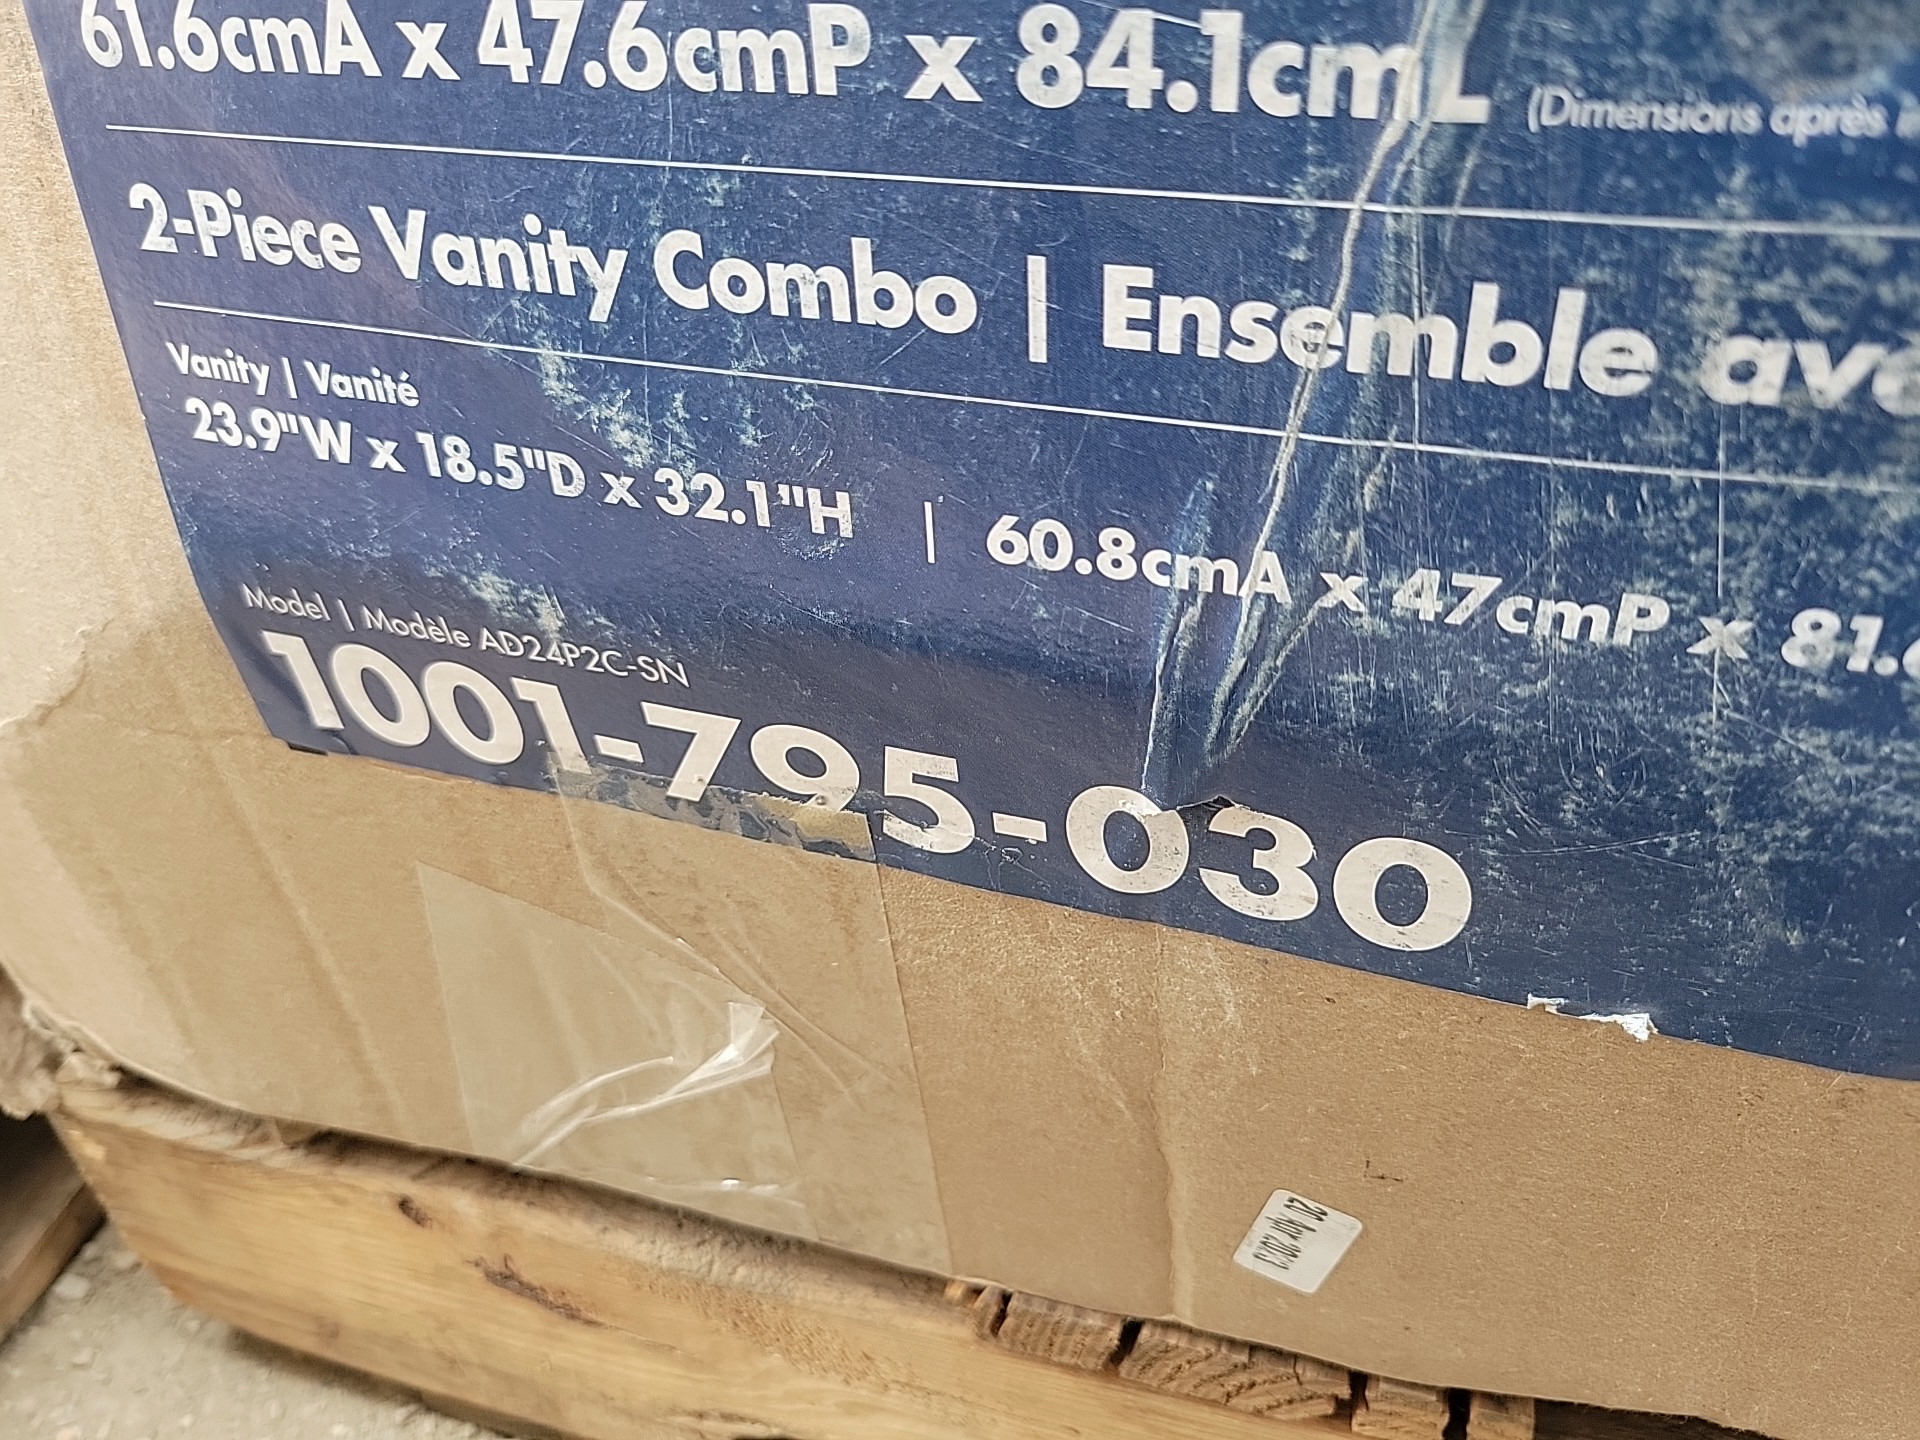 61.6cmA x 47.6cmP x 84.1cmL (Dimensions après
2-Piece Vanity Combo | Ensemble
Vanity | Vanité
23.9"W x 18.5"D x 32.1"H | 60.8cmA x 47cmP x 81.
Model | Modèle AD24P2C-SN
1001-795-030